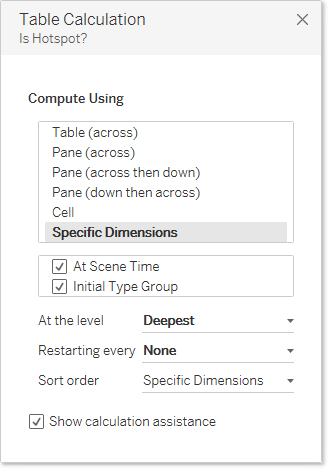 Table Calculation
Is Hotspot?
Compute Using
Table (across)
Pane (across)
Pane (across then down)
Pane (down then across)
Cell
Specific Dimensions
At Scene Time
Initial Type Group
At the level Deepest
Restarting every None
Sort order Specific Dimensions
Show calculation assistance